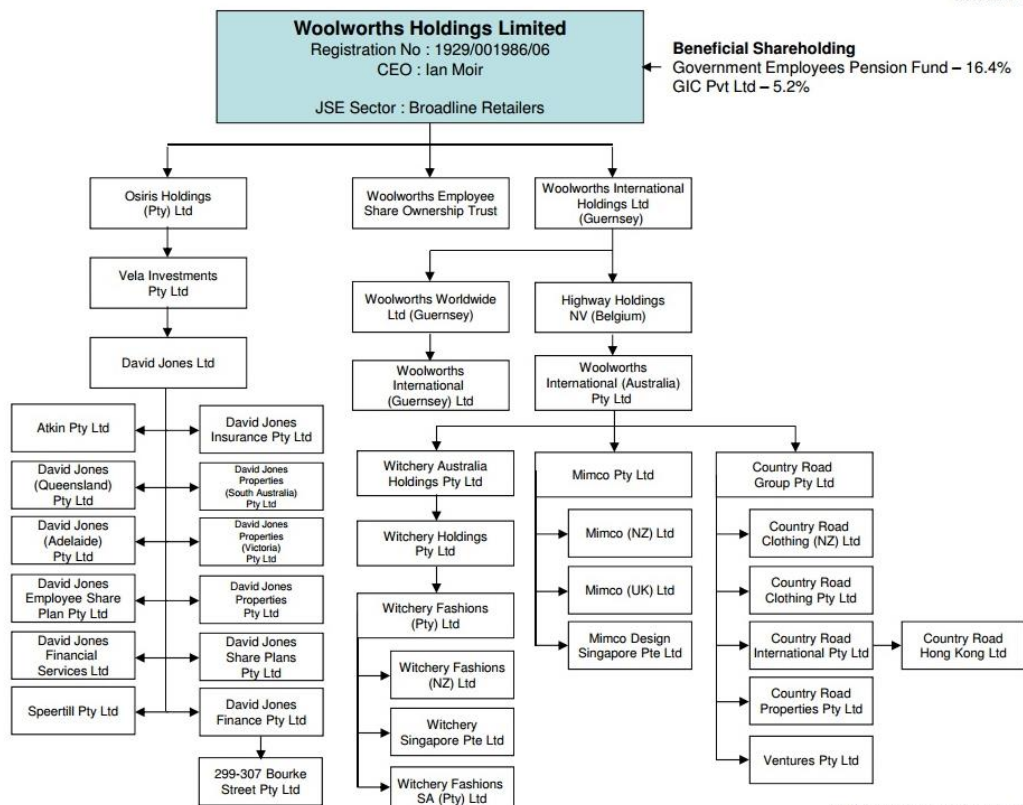 Woolworths Holdings Limited
Registration No : 1929/001986/06
CEO : Ian Moir
JSE Sector : Broadline Retailers
Beneficial Shareholding
Government Employees Pension Fund – 16.4%
GIC Pvt Ltd – 5.2%
Osiris Holdings
(Pty) Ltd
Woolworths Employee
Share Ownership Trust
Woolworths International
Holdings Ltd
(Guernsey)
Vela Investments
Pty Ltd
Woolworths Worldwide
Ltd (Guernsey)
Highway Holdings
NV (Belgium)
David Jones Ltd
Woolworths
International
(Guernsey) Ltd
Woolworths
International (Australia)
Pty Ltd
Atkin Pty Ltd
David Jones
Insurance Pty Ltd
David Jones
(Queensland)
Pty Ltd
David Jones
Properties
(South Australia)
Pty Ltd
David Jones
(Adelaide)
Pty Ltd
David Jones
Properties
(Victoria)
Pty Ltd
David Jones
Employee Share
Plan Pty Ltd
David Jones
Properties
Pty Ltd
David Jones
Financial
Services Ltd
David Jones
Share Plans
Pty Ltd
Speertill Pty Ltd
David Jones
Finance Pty Ltd
299-307 Bourke
Street Pty Ltd
Witchery Australia
Holdings Pty Ltd
Witchery Holdings
Pty Ltd
Witchery Fashions
(Pty) Ltd
Witchery Fashions
(NZ) Ltd
Witchery
Singapore Pte Ltd
Witchery Fashions
SA (Pty) Ltd
Mimco Pty Ltd
Mimco (NZ) Ltd
Mimco (UK) Ltd
Mimco Design
Singapore Pte Ltd
Country Road
Group Pty Ltd
Country Road
Clothing (NZ) Ltd
Country Road
Clothing Pty Ltd
Country Road
International Pty Ltd
Country Road
Hong Kong Ltd
Country Road
Properties Pty Ltd
Ventures Pty Ltd